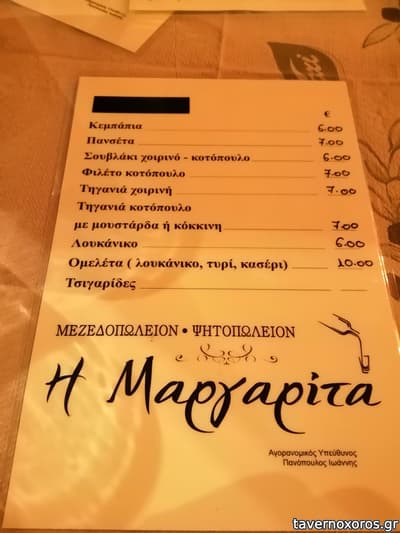 €
Κεμπάπια 6.00
Πανσέτα 7.00
Σουβλάκι χοιρινό - κοτόπουλο 6.00
Φιλέτο κοτόπουλο 7.00
Τηγανιά χοιρινή 7.00
Τηγανιά κοτόπουλο
με μουστάρδα ή κόκκινη 7.00
Λουκάνικο 6.00
Ομελέτα ( λουκάνικο, τυρί, κασέρι) 10.00
Τσιγαρίδες
ΜΕΖΕΔΟΠΩΛΕΙΟΝ • ΨΗΤΟΠΩΛΕΙΟΝ
Η Μαργαρίτα
Αγορανομικός Υπεύθυνος
Πανόπουλος Ιωάννης
tavernoxoros.gr